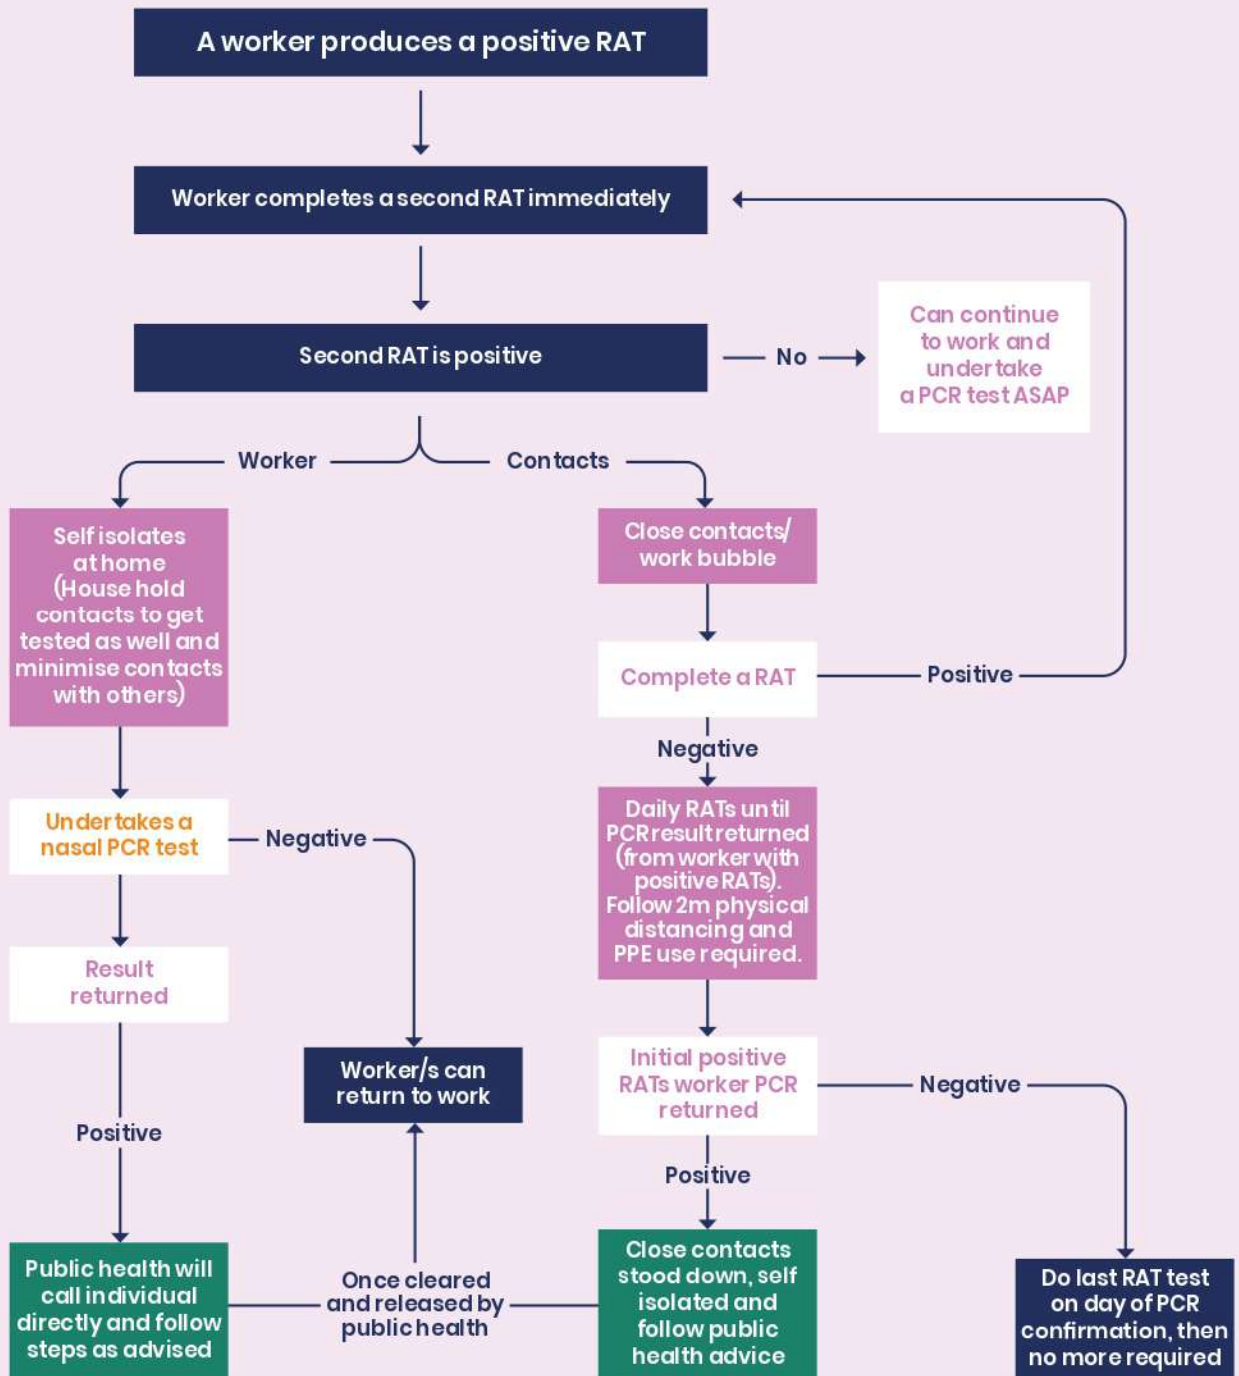 A worker produces a positive RAT
Worker completes a second RAT immediately
Second RAT is positive
No
Can continue
to work and
undertake
a PCR test ASAP
Worker
Contacts
Self isolates
at home
(House hold
contacts to get
tested as well and
minimise contacts
with others)
Close contacts/
work bubble
Complete a RAT
Positive
Negative
Undertakes a
nasal PCR test
Negative
Daily RATs until
PCR result returned
(from worker with
positive RATs).
Follow 2m physical
distancing and
PPE use required.
Result
returned
Worker/s can
return to work
Initial positive
RATs worker PCR
returned
Negative
Positive
Positive
Public health will
call individual
directly and follow
steps as advised
Once cleared
and released by
public health
Close contacts
stood down, self
isolated and
follow public
health advice
Do last RAT test
on day of PCR
confirmation, then
no more required